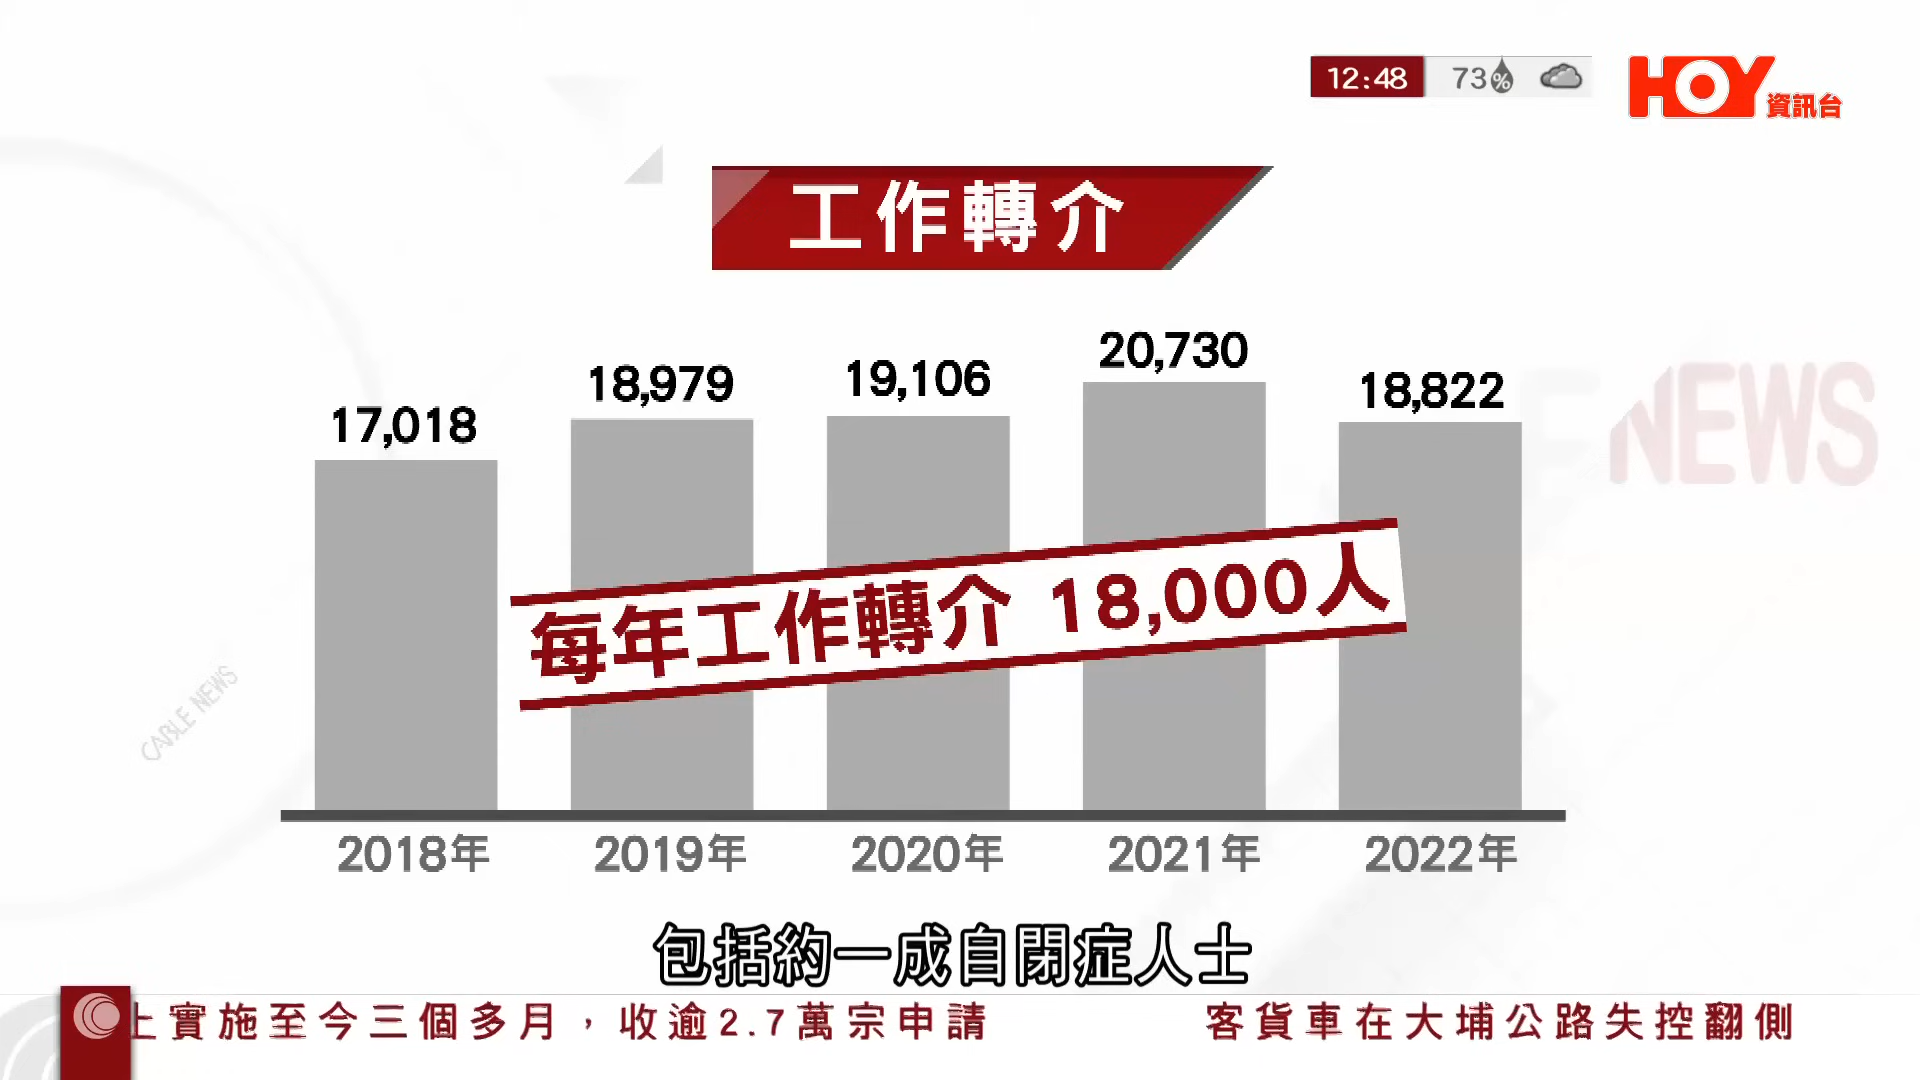 12:48 73%
HOY 資訊台
工作轉介
17,018 18,979 19,106 20,730 18,822
NEWS
每年工作轉介 18,000人
CABLE NEWS
2018年 2019年 2020年 2021年 2022年
包括約一成自閉症人士
上實施至今三個多月，收逾2.7萬宗申請 客貨車在大埔公路失控翻側